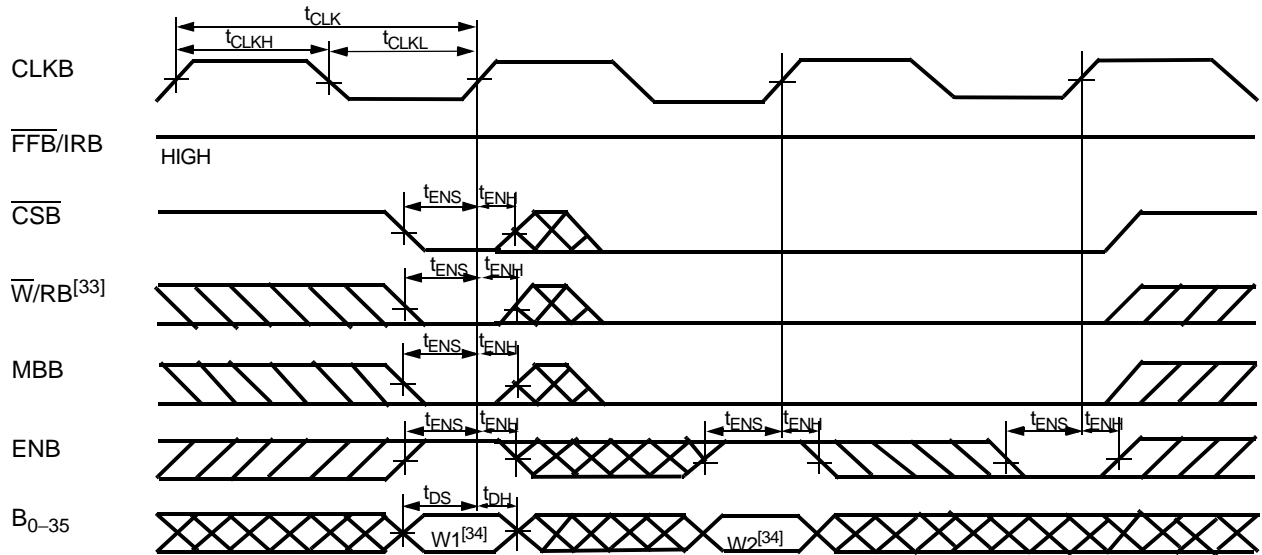 tCLK
tCLKH tCLKL
CLKB
FFB/IRB
HIGH
tENS tENH
CSB
tENS tENH
W/RB[33]
tENS tENH
MBB
tENS tENH tENS tENH tENS tENH
ENB
tDS tDH
B0–35
W1[34] W2[34]